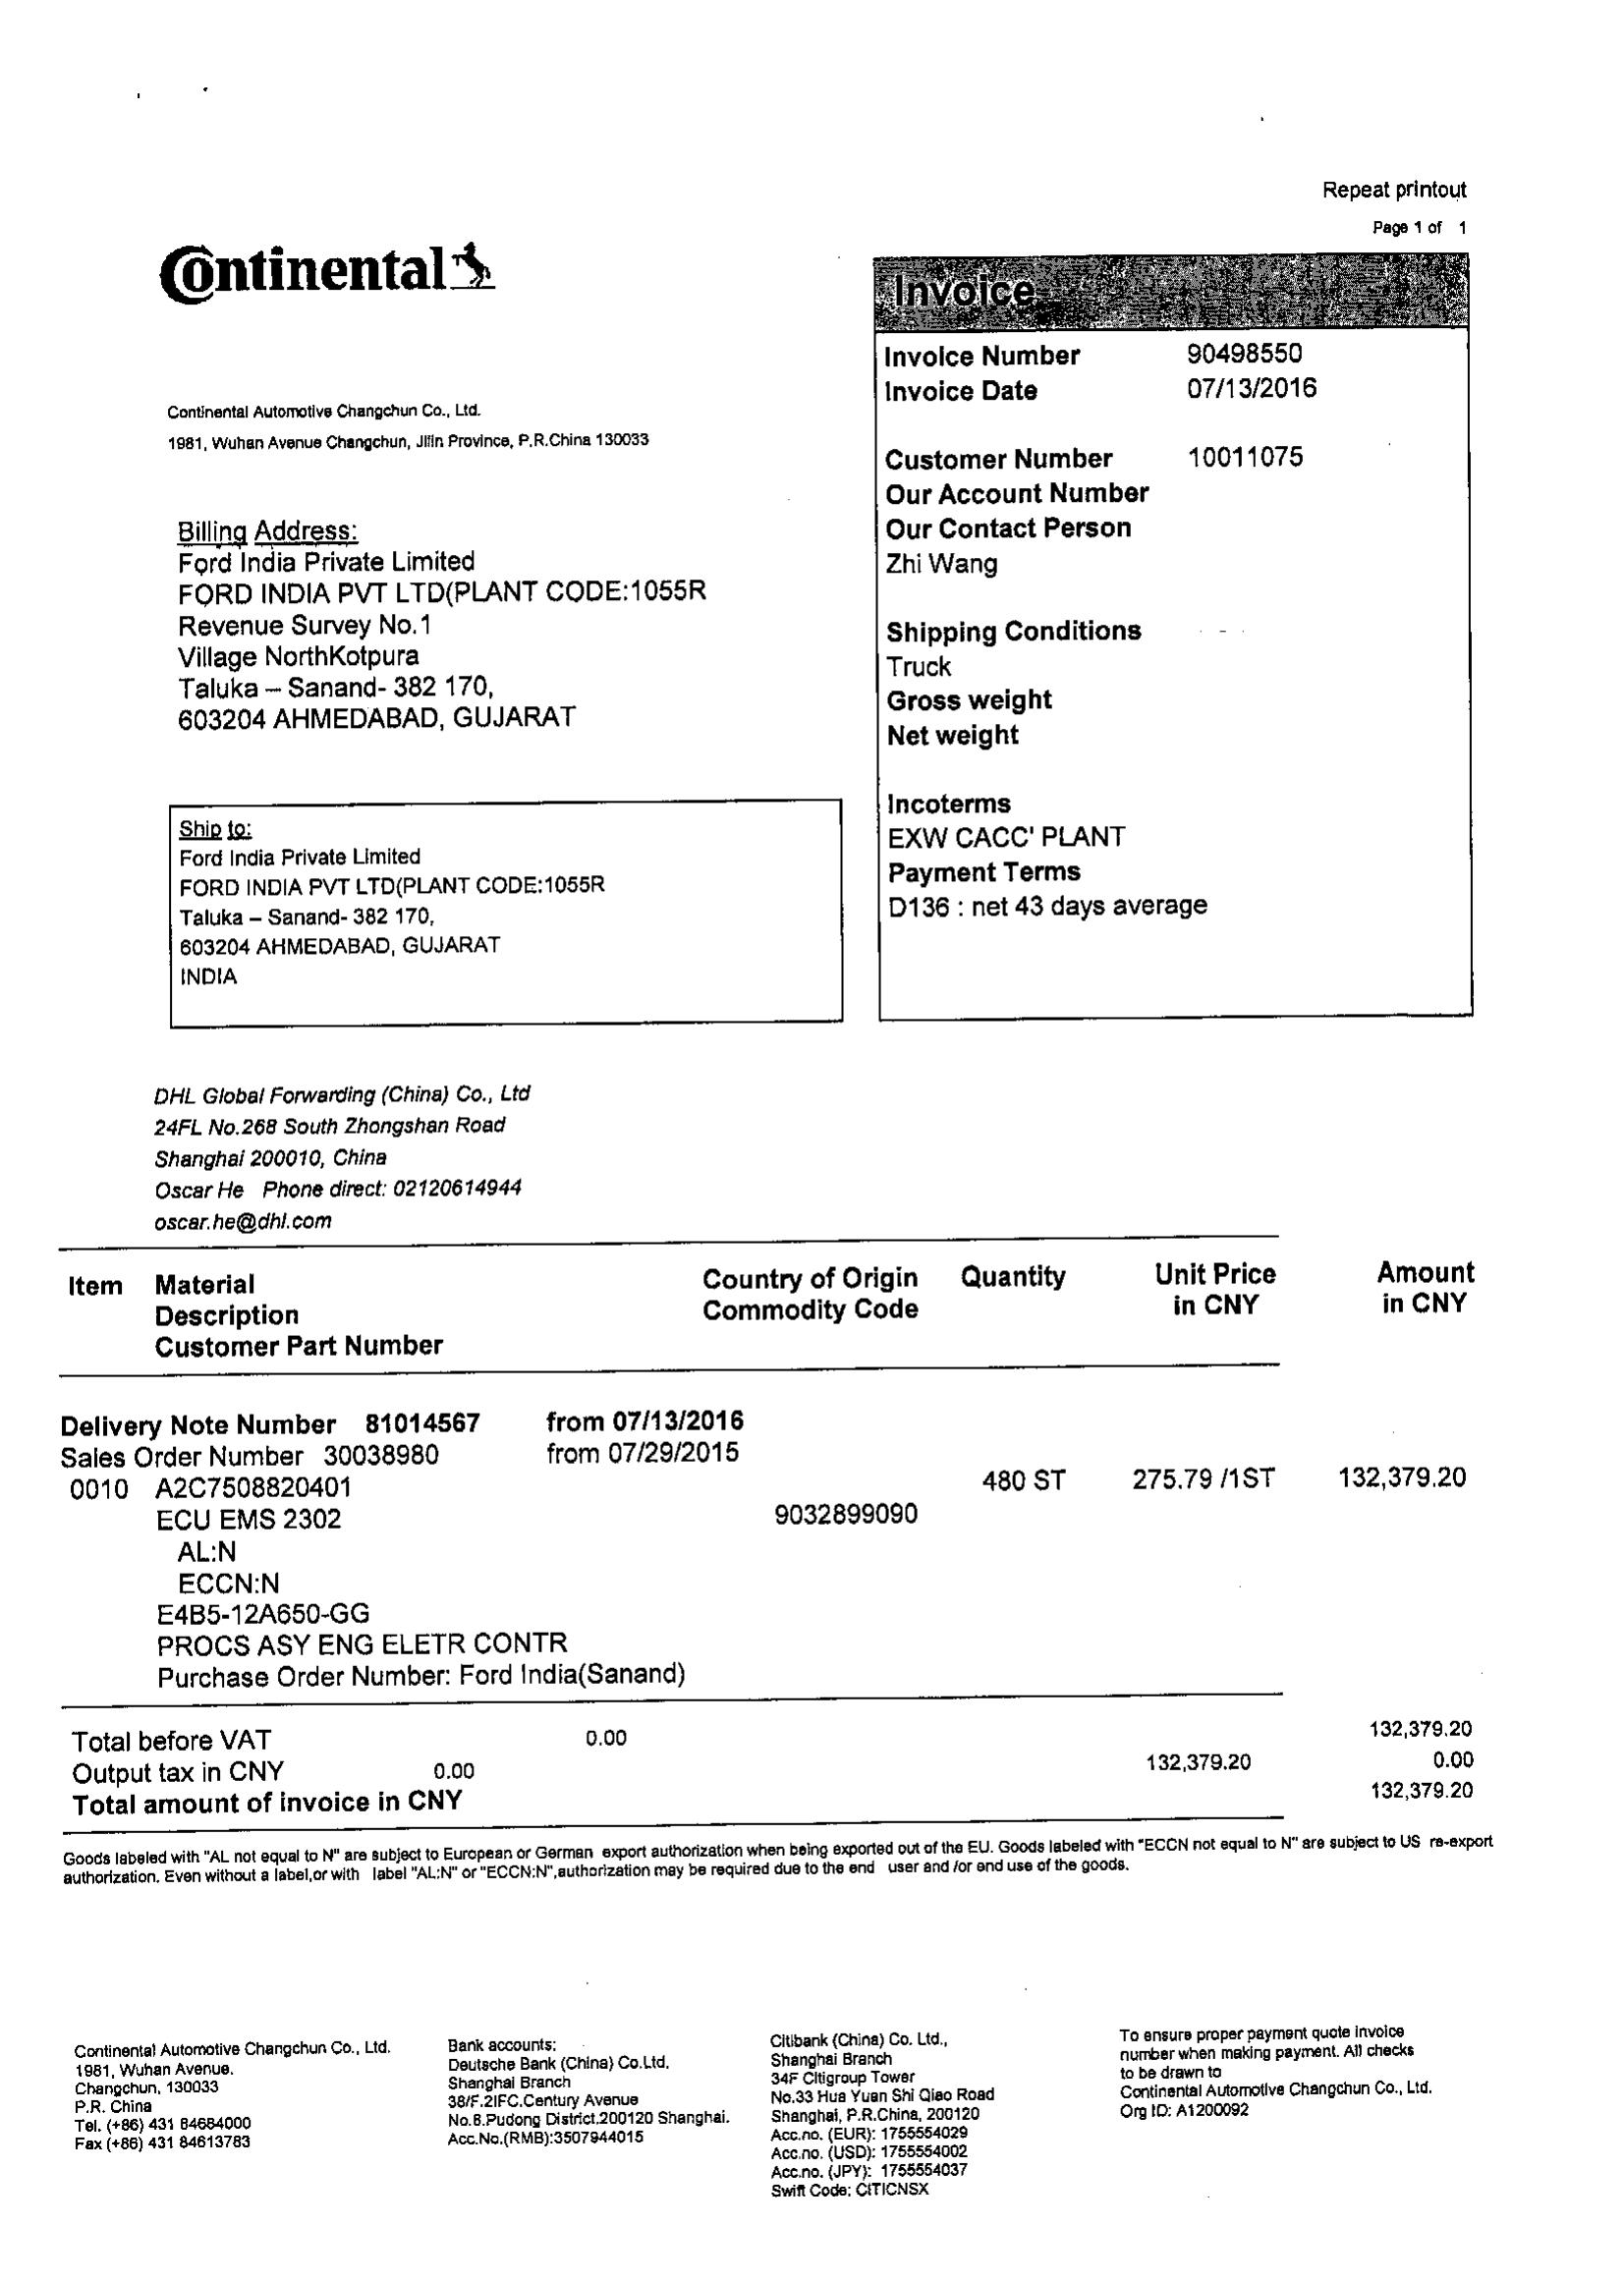 Repeat printout
Page 1 of 1
Continental
Invoice
Invoice Number 90498550
Invoice Date 07/13/2016
Continental Automotive Changchun Co., Ltd.
1981, Wuhan Avenue Changchun, Jilin Province, P.R.China 130033
Customer Number 10011075
Our Account Number
Our Contact Person
Zhi Wang
Billing Address:
Ford India Private Limited
FORD INDIA PVT LTD(PLANT CODE:1055R
Revenue Survey No.1
Village NorthKotpura
Taluka – Sanand- 382 170,
603204 AHMEDABAD, GUJARAT
Shipping Conditions
Truck
Gross weight
Net weight
Incoterms
EXW CACC' PLANT
Payment Terms
D136 : net 43 days average
Ship to:
Ford India Private Limited
FORD INDIA PVT LTD(PLANT CODE:1055R
Taluka – Sanand- 382 170,
603204 AHMEDABAD, GUJARAT
INDIA
DHL Global Forwarding (China) Co., Ltd
24FL No.268 South Zhongshan Road
Shanghai 200010, China
Oscar He Phone direct: 02120614944
oscar.he@dhl.com
Item Material Country of Origin Quantity Unit Price Amount
Description Commodity Code in CNY in CNY
Customer Part Number
Delivery Note Number 81014567 from 07/13/2016
Sales Order Number 30038980 from 07/29/2015
0010 A2C7508820401 480 ST 275.79 /1ST 132,379.20
ECU EMS 2302 9032899090
AL:N
ECCN:N
E4B5-12A650-GG
PROCS ASY ENG ELETR CONTR
Purchase Order Number: Ford India(Sanand)
Total before VAT 0.00 132,379.20
Output tax in CNY 0.00 132,379.20 0.00
Total amount of invoice in CNY 132,379.20
Goods labeled with "AL not equal to N" are subject to European or German export authorization when being exported out of the EU. Goods labeled with "ECCN not equal to N" are subject to US re-export
authorization. Even without a label,or with label "AL:N" or "ECCN:N",authorization may be required due to the end user and /or end use of the goods.
Continental Automotive Changchun Co., Ltd.
1981, Wuhan Avenue.
Changchun, 130033
P.R. China
Tel. (+86) 431 84684000
Fax (+86) 431 84613783
Bank accounts:
Deutsche Bank (China) Co.Ltd.
Shanghai Branch
38/F.2IFC.Century Avenue
No.8.Pudong District.200120 Shanghai.
Acc.No.(RMB):3507944015
Citibank (China) Co. Ltd.,
Shanghai Branch
34F Citigroup Tower
No.33 Hua Yuan Shi Qiao Road
Shanghai, P.R.China, 200120
Acc.no. (EUR): 1755554029
Acc.no. (USD): 1755554002
Acc.no. (JPY): 1755554037
Swift Code: CITICNSX
To ensure proper payment quote invoice
number when making payment. All checks
to be drawn to
Continental Automotive Changchun Co., Ltd.
Org ID: A1200092